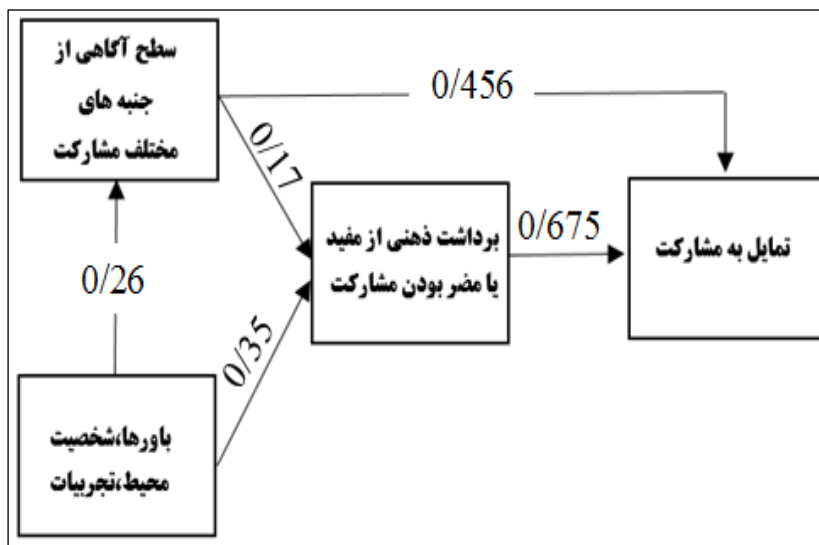 سطح آگاهی از
جنبه های
مختلف مشارکت
0/456
0/17
برداشت ذهنی از مفید
یا مضر بودن مشارکت
0/675
تمایل به مشارکت
0/26
0/35
باورها،شخصیت
محیط،تجربیات